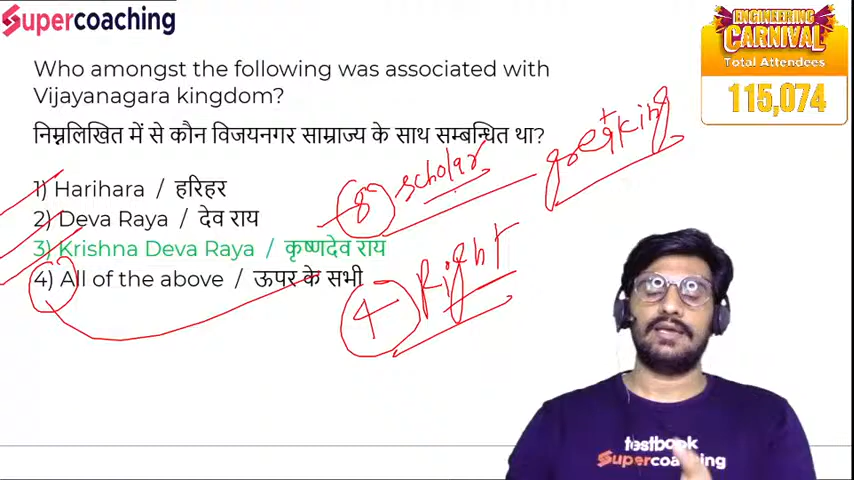 Supercoaching
ENGINEERING
CARNIVAL
Total Attendees
115,074
Who amongst the following was associated with
Vijayanagara kingdom?
निम्नलिखित में से कौन विजयनगर साम्राज्य के साथ सम्बन्धित था?
1) Harihara / हरिहर
2) Deva Raya / देव राय
3) Krishna Deva Raya / कृष्णदेव राय
4) All of the above / ऊपर के सभी
8 scholar
greatking
4 Right
testbook
Supercoaching